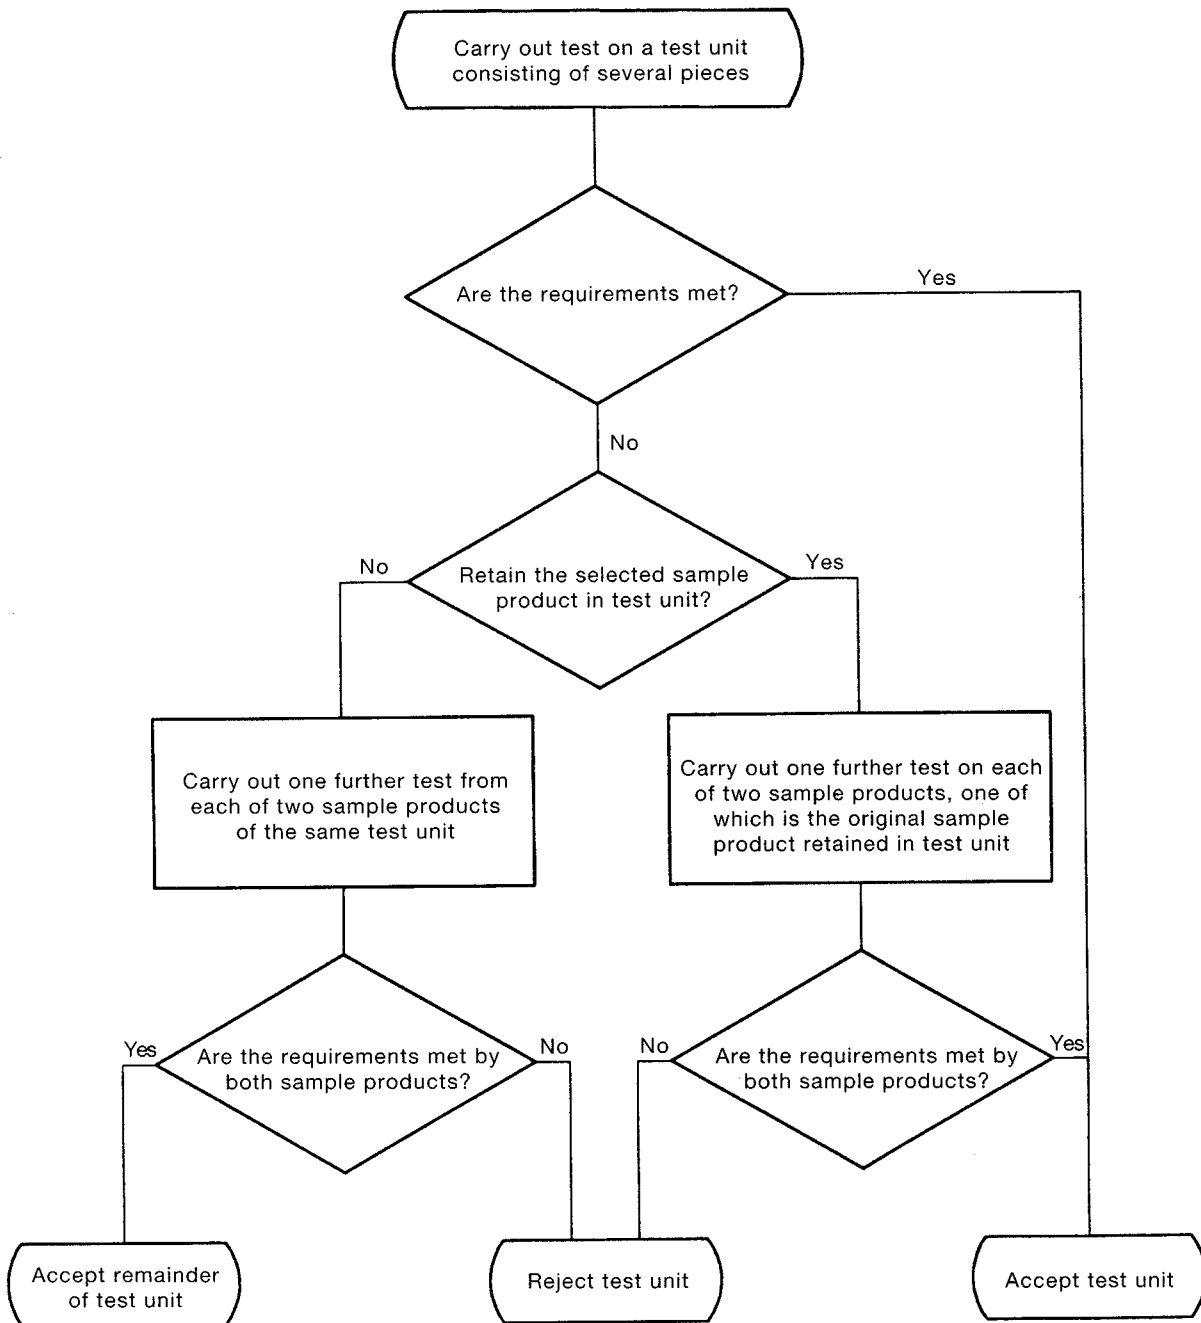 Carry out test on a test unit
consisting of several pieces
Are the requirements met?
Yes
No
Retain the selected sample
product in test unit?
No
Yes
Carry out one further test from
each of two sample products
of the same test unit
Carry out one further test on each
of two sample products, one of
which is the original sample
product retained in test unit
Yes
Are the requirements met by
both sample products?
No
No
Are the requirements met by
both sample products?
Yes
Accept remainder
of test unit
Reject test unit
Accept test unit